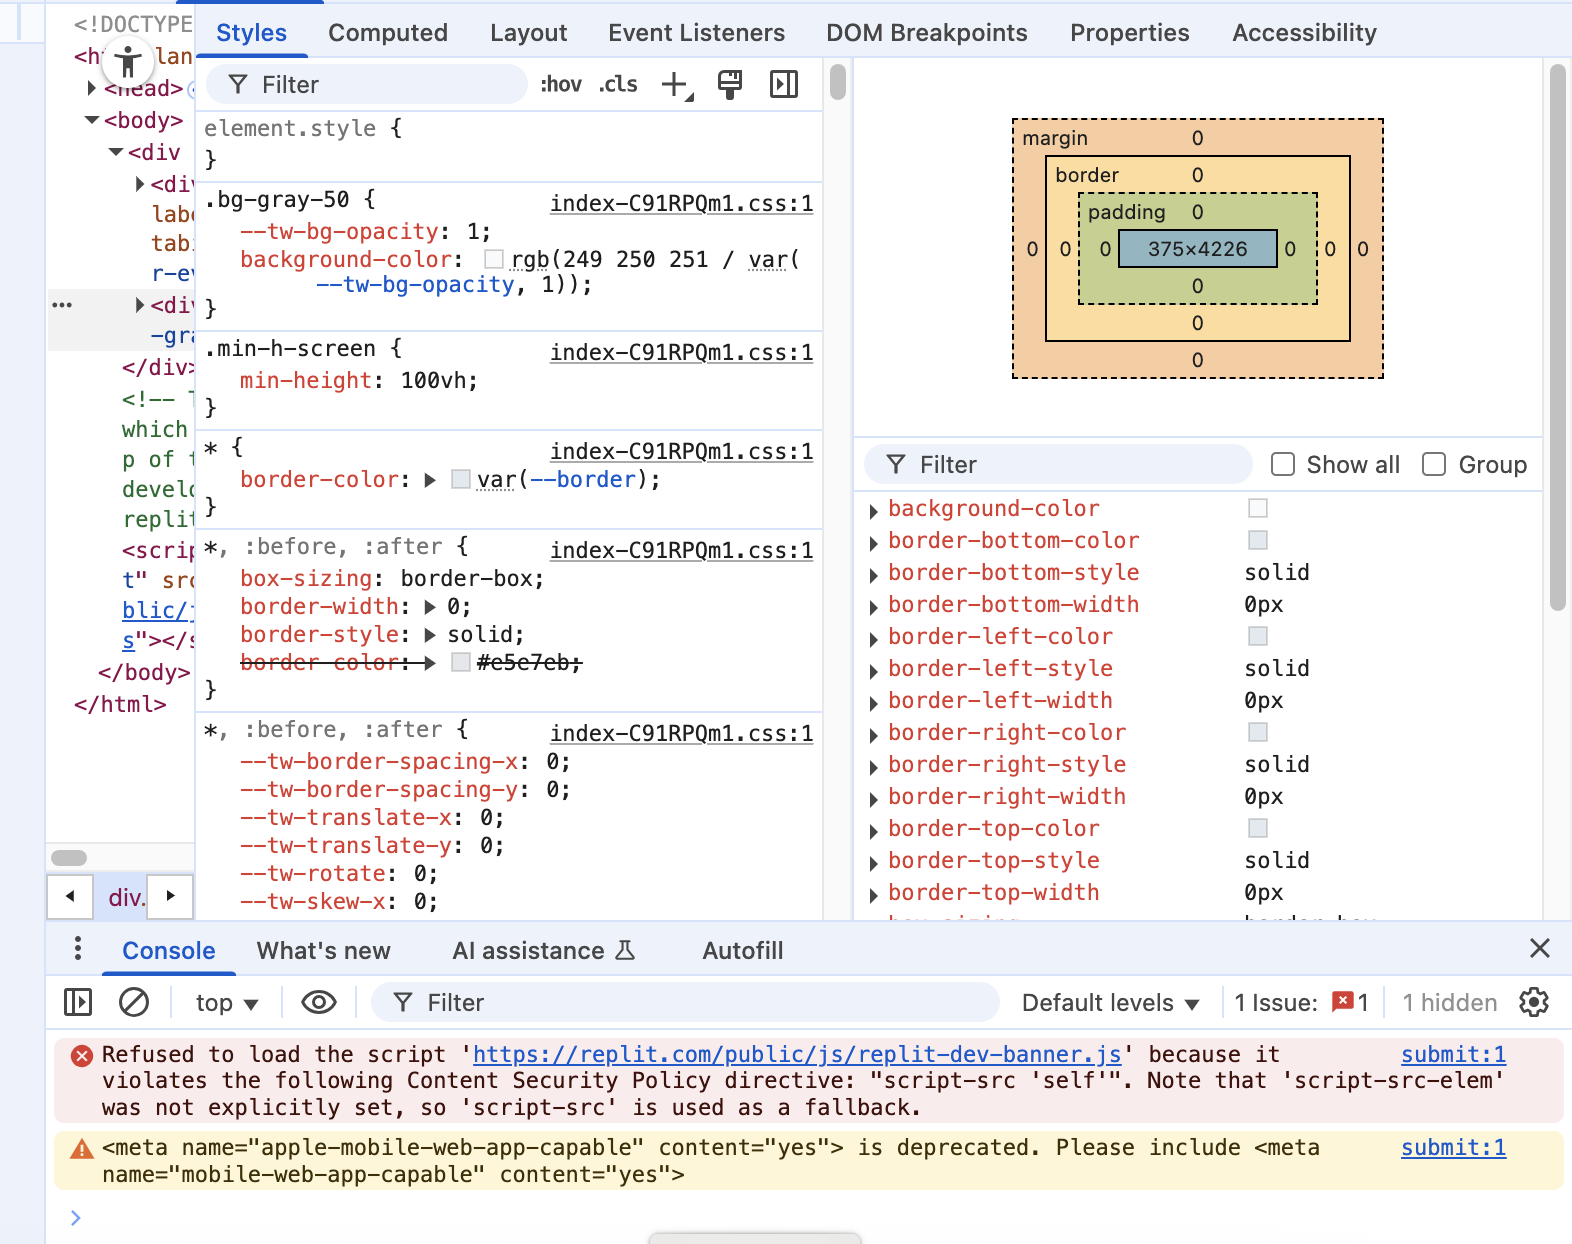 <!DOCTYPE
<h lan
<head>
<body>
<div
<div
labe
tab
r-ev
<div
-gra
</div>
<!-- T
which
p of t
develo
replit
<scrip
t" src
blic/j
s"></s
</body>
</html>
div.
Styles Computed Layout Event Listeners DOM Breakpoints Properties Accessibility
Filter :hov .cls
element.style {
}
.bg-gray-50 { index-C91RPQm1.css:1
--tw-bg-opacity: 1;
background-color: rgb(249 250 251 / var(
--tw-bg-opacity, 1));
}
.min-h-screen { index-C91RPQm1.css:1
min-height: 100vh;
}
* { index-C91RPQm1.css:1
border-color: var(--border);
}
*, :before, :after { index-C91RPQm1.css:1
box-sizing: border-box;
border-width: 0;
border-style: solid;
border-color: #e5e7eb;
}
*, :before, :after { index-C91RPQm1.css:1
--tw-border-spacing-x: 0;
--tw-border-spacing-y: 0;
--tw-translate-x: 0;
--tw-translate-y: 0;
--tw-rotate: 0;
--tw-skew-x: 0;
margin 0
border 0
padding 0
0 0 0 375×4226 0 0 0
0
0
0
Filter Show all Group
background-color
border-bottom-color
border-bottom-style solid
border-bottom-width 0px
border-left-color
border-left-style solid
border-left-width 0px
border-right-color
border-right-style solid
border-right-width 0px
border-top-color
border-top-style solid
border-top-width 0px
Console What's new AI assistance Autofill
top Filter Default levels 1 Issue: 1 1 hidden
Refused to load the script 'https://replit.com/public/js/replit-dev-banner.js' because it submit:1
violates the following Content Security Policy directive: "script-src 'self'". Note that 'script-src-elem'
was not explicitly set, so 'script-src' is used as a fallback.
<meta name="apple-mobile-web-app-capable" content="yes"> is deprecated. Please include <meta submit:1
name="mobile-web-app-capable" content="yes">